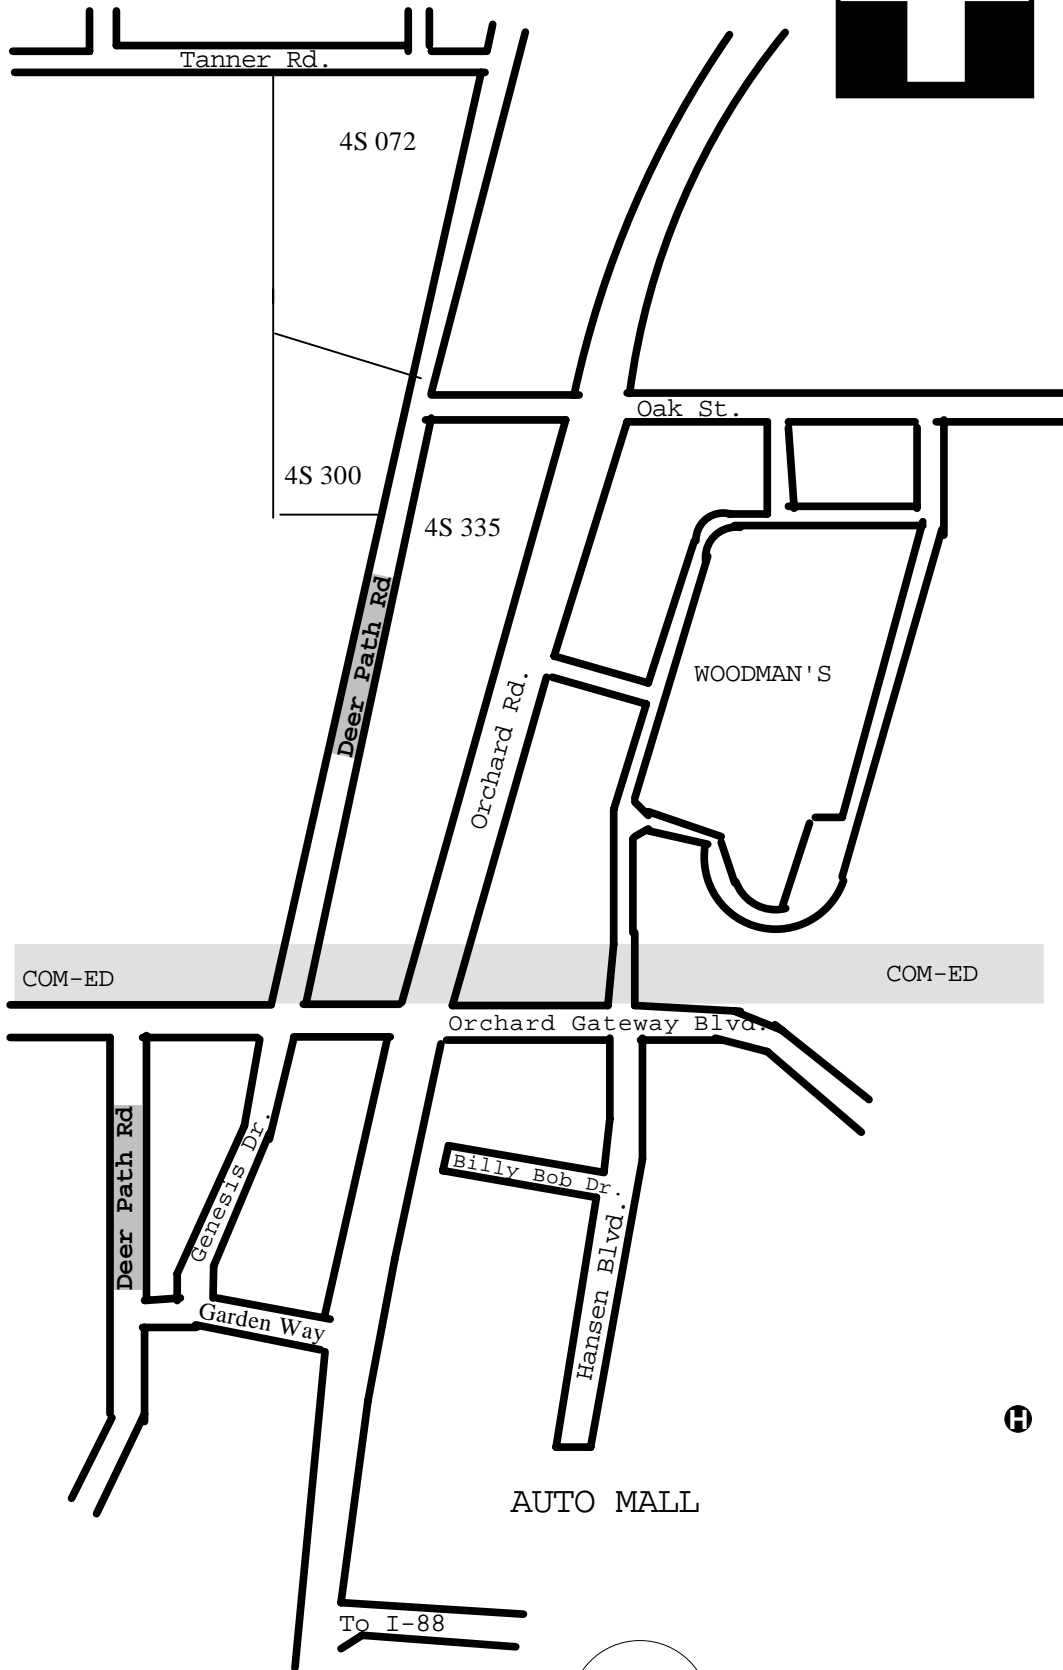 Tanner Rd.
4S 072
Oak St.
4S 300
4S 335
Deer Path Rd
WOODMAN'S
Orchard Rd.
COM-ED
COM-ED
Orchard Gateway Blvd.
Deer Path Rd
Genesis Dr.
Billy Bob Dr.
Hansen Blvd.
Garden Way
H
AUTO MALL
To I-88